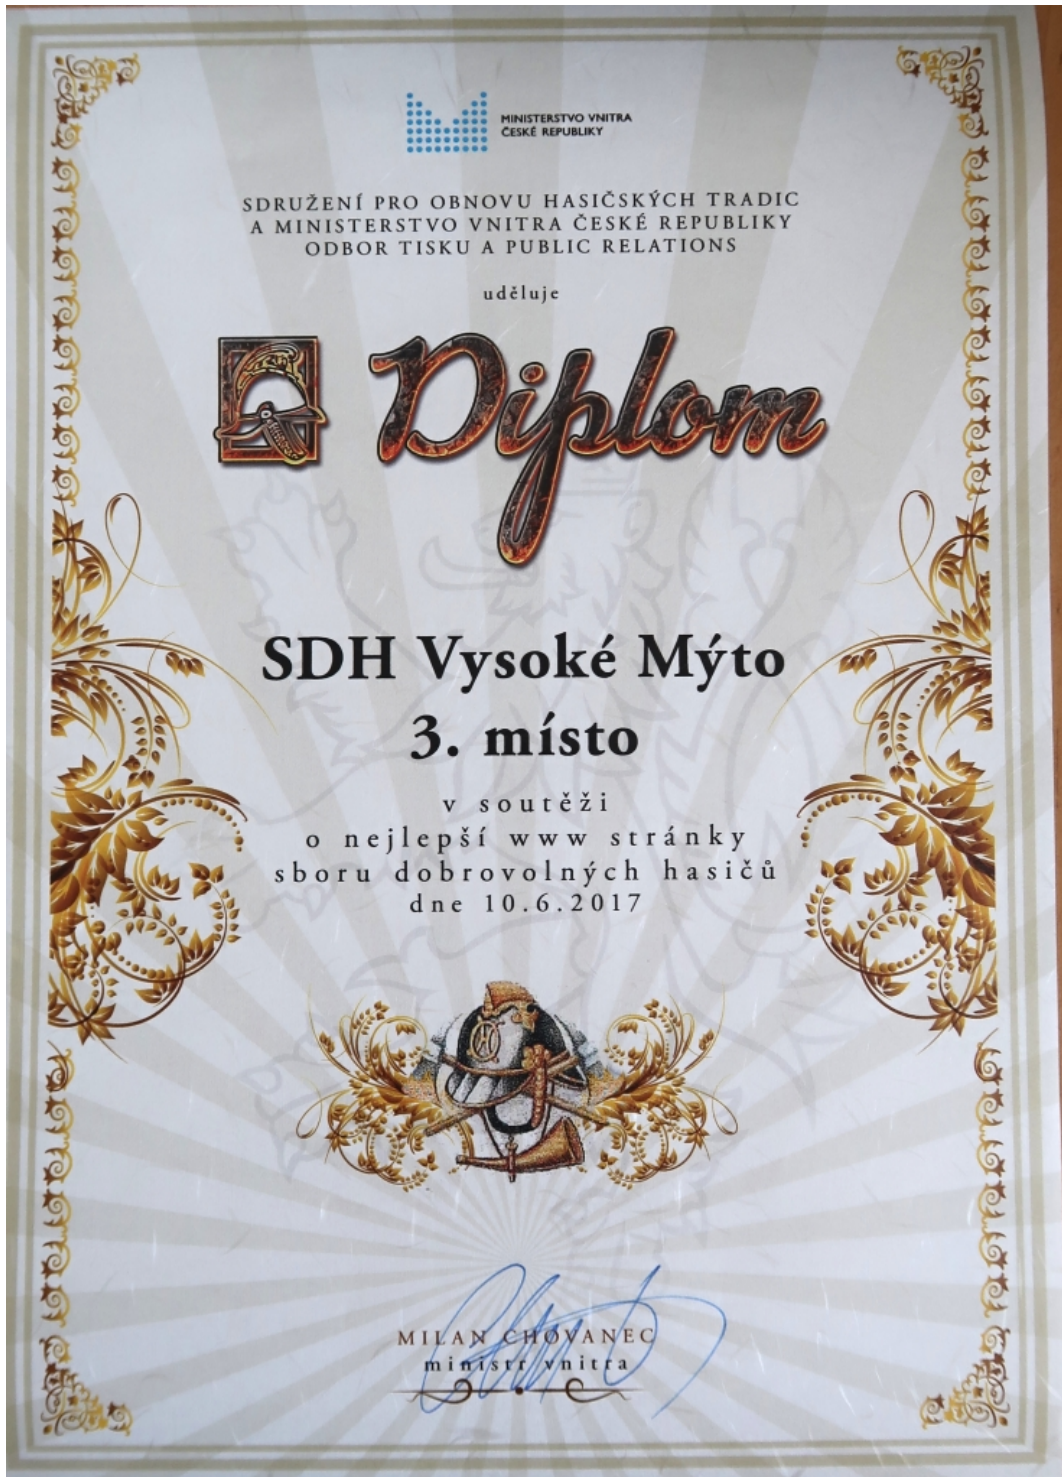 MINISTERSTVO VNITRA
ČESKÉ REPUBLIKY
SDRUŽENÍ PRO OBNOVU HASIČSKÝCH TRADIC
A MINISTERSTVO VNITRA ČESKÉ REPUBLIKY
ODBOR TISKU A PUBLIC RELATIONS
uděluje
Diplom
SDH Vysoké Mýto
3. místo
v soutěži
o nejlepší www stránky
sboru dobrovolných hasičů
dne 10.6.2017
MILAN CHOVANEC
ministr vnitra